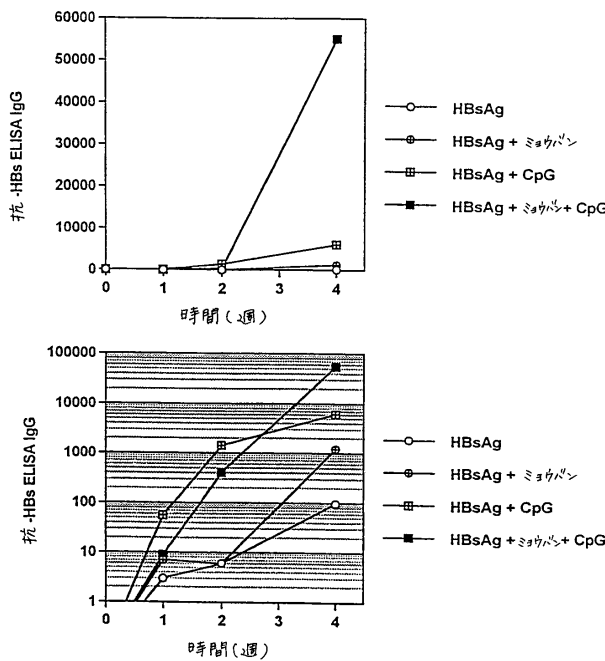 抗-HBs ELISA IgG
60000
50000
40000
30000
20000
10000
0
0 1 2 3 4
時間(週)
HBsAg
HBsAg + ミョウバン
HBsAg + CpG
HBsAg + ミョウバン + CpG
抗-HBs ELISA IgG
100000
10000
1000
100
10
1
0 1 2 3 4
時間(週)
HBsAg
HBsAg + ミョウバン
HBsAg + CpG
HBsAg + ミョウバン + CpG